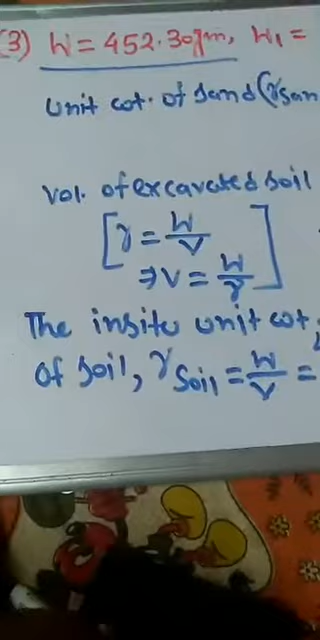 (3) W = 452.30gm, W₁ =
Unit wt. of sand (γsan
Vol. of excavated soil
[γ = W/V
⇒ V = W/γ]
The insitu unit wt.
of soil, γsoil = W/V =